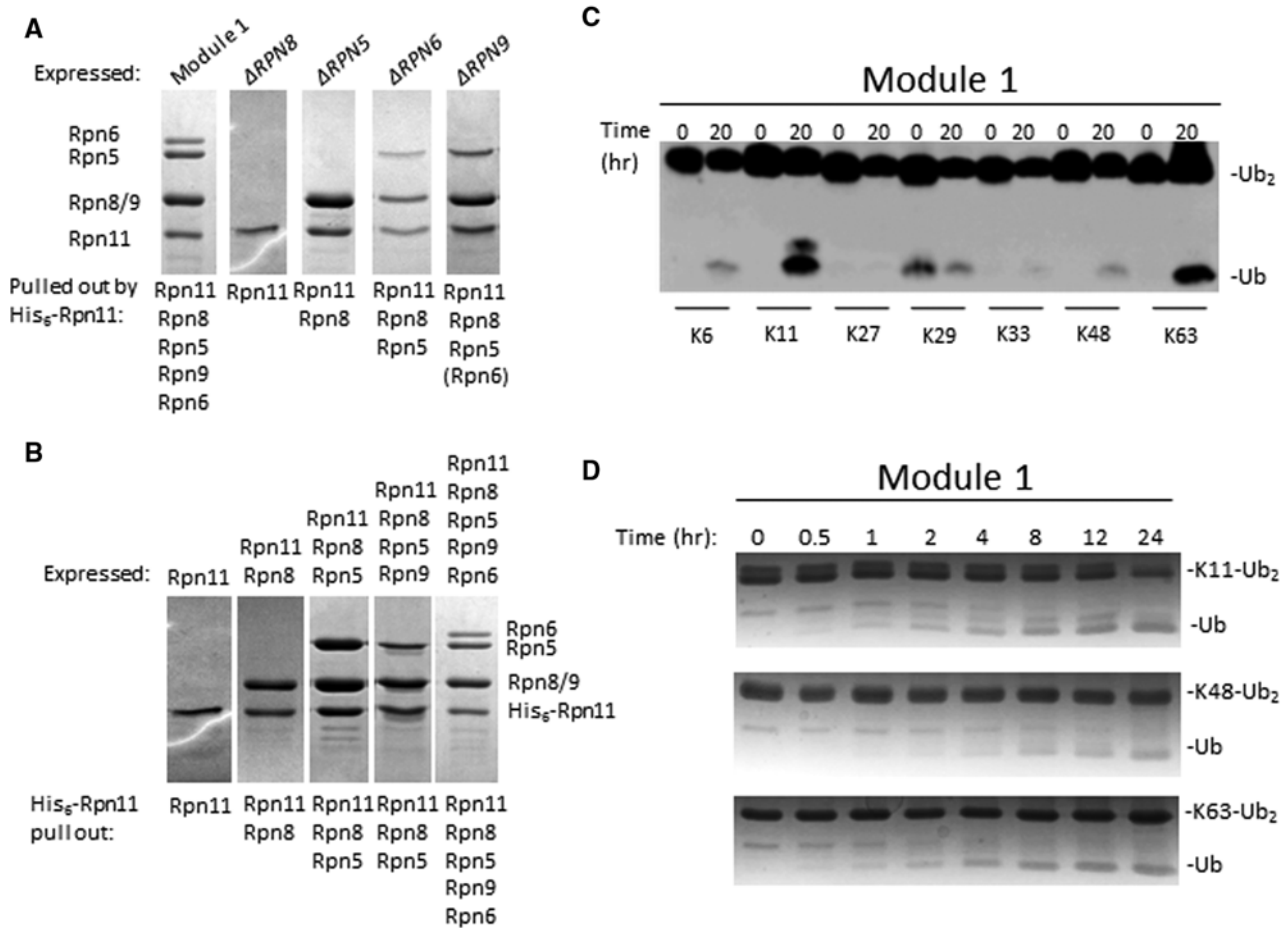 A
Expressed:
Module 1
ΔRPN8
ΔRPN5
ΔRPN6
ΔRPN9
Rpn6
Rpn5
Rpn8/9
Rpn11
Pulled out by
His6-Rpn11:
Rpn11 Rpn11 Rpn11 Rpn11 Rpn11
Rpn8 Rpn8 Rpn8 Rpn8
Rpn5 Rpn5 Rpn5
Rpn9 (Rpn6)
Rpn6
B
Rpn11
Rpn11 Rpn8
Rpn11 Rpn8 Rpn5
Rpn11 Rpn8 Rpn5 Rpn9
Expressed: Rpn11 Rpn8 Rpn5 Rpn9 Rpn6
Rpn6
Rpn5
Rpn8/9
His6-Rpn11
His6-Rpn11 pull out:
Rpn11 Rpn11 Rpn11 Rpn11 Rpn11
Rpn8 Rpn8 Rpn8 Rpn8
Rpn5 Rpn5 Rpn5
Rpn9
Rpn6
C
Module 1
Time (hr)
0 20 0 20 0 20 0 20 0 20 0 20 0 20
-Ub2
-Ub
K6 K11 K27 K29 K33 K48 K63
D
Module 1
Time (hr): 0 0.5 1 2 4 8 12 24
-K11-Ub2
-Ub
-K48-Ub2
-Ub
-K63-Ub2
-Ub